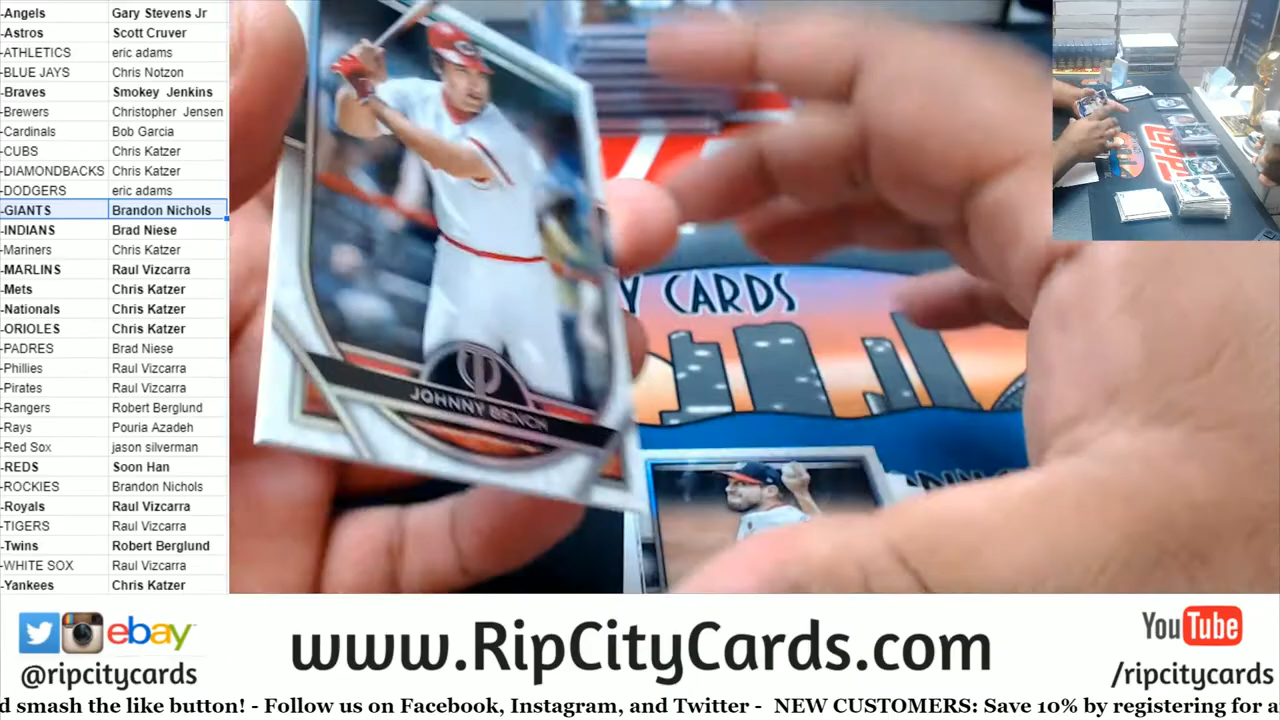 -Angels Gary Stevens Jr
-Astros Scott Cruver
-ATHLETICS eric adams
-BLUE JAYS Chris Notzon
-Braves Smokey Jenkins
-Brewers Christopher Jensen
-Cardinals Bob Garcia
-CUBS Chris Katzer
-DIAMONDBACKS Chris Katzer
-DODGERS eric adams
-GIANTS Brandon Nichols
-INDIANS Brad Niese
-Mariners Chris Katzer
-MARLINS Raul Vizcarra
-Mets Chris Katzer
-Nationals Chris Katzer
-ORIOLES Chris Katzer
-PADRES Brad Niese
-Phillies Raul Vizcarra
-Pirates Raul Vizcarra
-Rangers Robert Berglund
-Rays Pouria Azadeh
-Red Sox jason silverman
-REDS Soon Han
-ROCKIES Brandon Nichols
-Royals Raul Vizcarra
-TIGERS Raul Vizcarra
-Twins Robert Berglund
-WHITE SOX Raul Vizcarra
-Yankees Chris Katzer
JOHNNY BENCH
Y CARDS
TOPPS
ebay
@ripcitycards
www.RipCityCards.com
YouTube
/ripcitycards
d smash the like button! - Follow us on Facebook, Instagram, and Twitter - NEW CUSTOMERS: Save 10% by registering for a